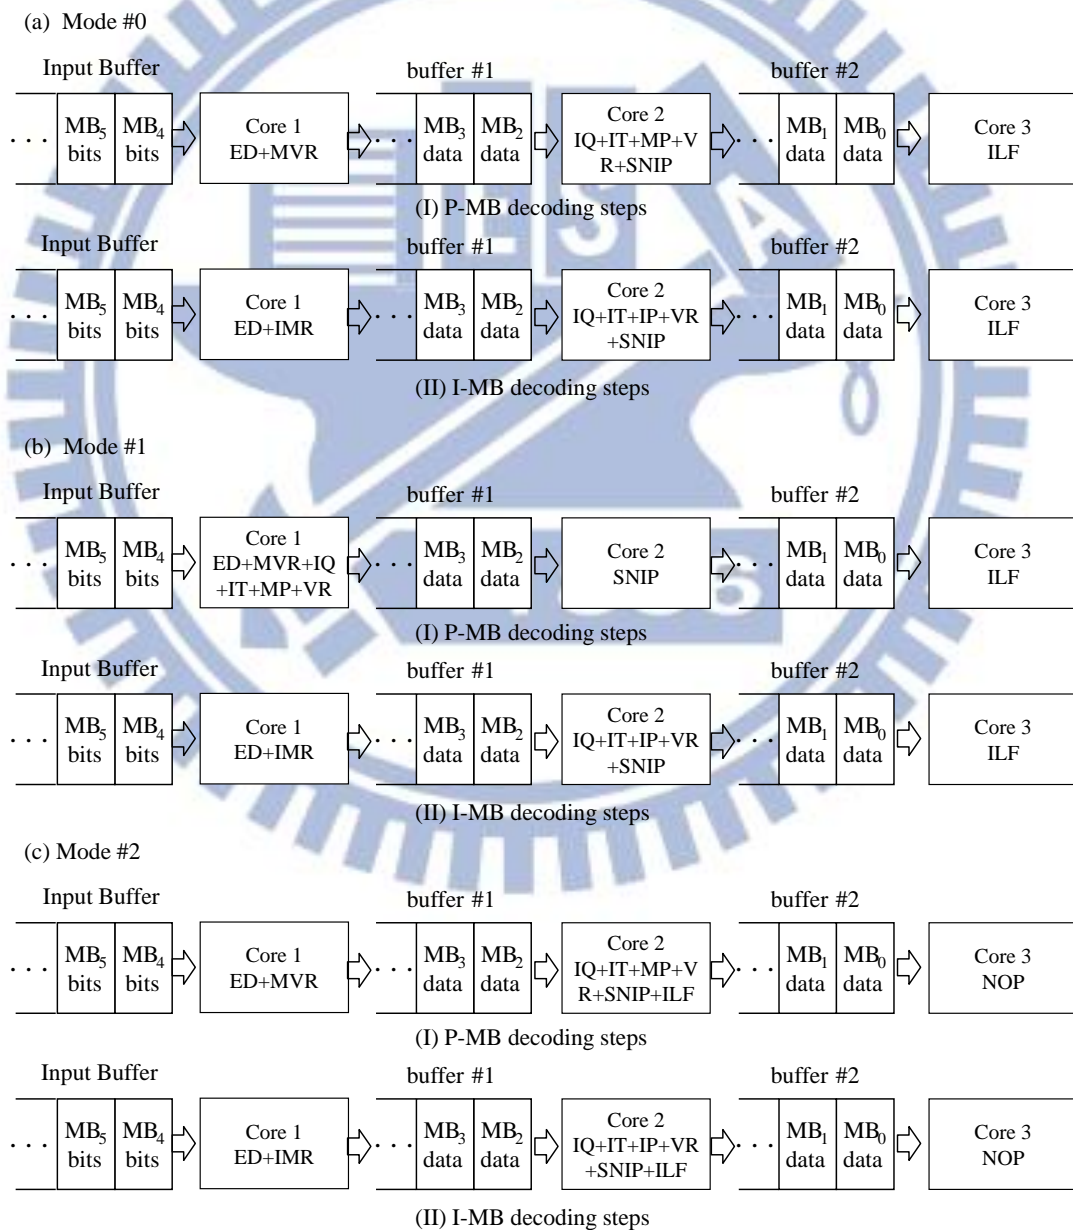 (a) Mode #0
Input Buffer buffer #1 buffer #2
. . . MB5 bits MB4 bits Core 1 ED+MVR . . . MB3 data MB2 data Core 2 IQ+IT+MP+V R+SNIP . . . MB1 data MB0 data Core 3 ILF
(I) P-MB decoding steps
Input Buffer buffer #1 buffer #2
. . . MB5 bits MB4 bits Core 1 ED+IMR . . . MB3 data MB2 data Core 2 IQ+IT+IP+VR +SNIP . . . MB1 data MB0 data Core 3 ILF
(II) I-MB decoding steps
(b) Mode #1
Input Buffer buffer #1 buffer #2
. . . MB5 bits MB4 bits Core 1 ED+MVR+IQ +IT+MP+VR . . . MB3 data MB2 data Core 2 SNIP . . . MB1 data MB0 data Core 3 ILF
(I) P-MB decoding steps
Input Buffer buffer #1 buffer #2
. . . MB5 bits MB4 bits Core 1 ED+IMR . . . MB3 data MB2 data Core 2 IQ+IT+IP+VR +SNIP . . . MB1 data MB0 data Core 3 ILF
(II) I-MB decoding steps
(c) Mode #2
Input Buffer buffer #1 buffer #2
. . . MB5 bits MB4 bits Core 1 ED+MVR . . . MB3 data MB2 data Core 2 IQ+IT+MP+V R+SNIP+ILF . . . MB1 data MB0 data Core 3 NOP
(I) P-MB decoding steps
Input Buffer buffer #1 buffer #2
. . . MB5 bits MB4 bits Core 1 ED+IMR . . . MB3 data MB2 data Core 2 IQ+IT+IP+VR +SNIP+ILF . . . MB1 data MB0 data Core 3 NOP
(II) I-MB decoding steps